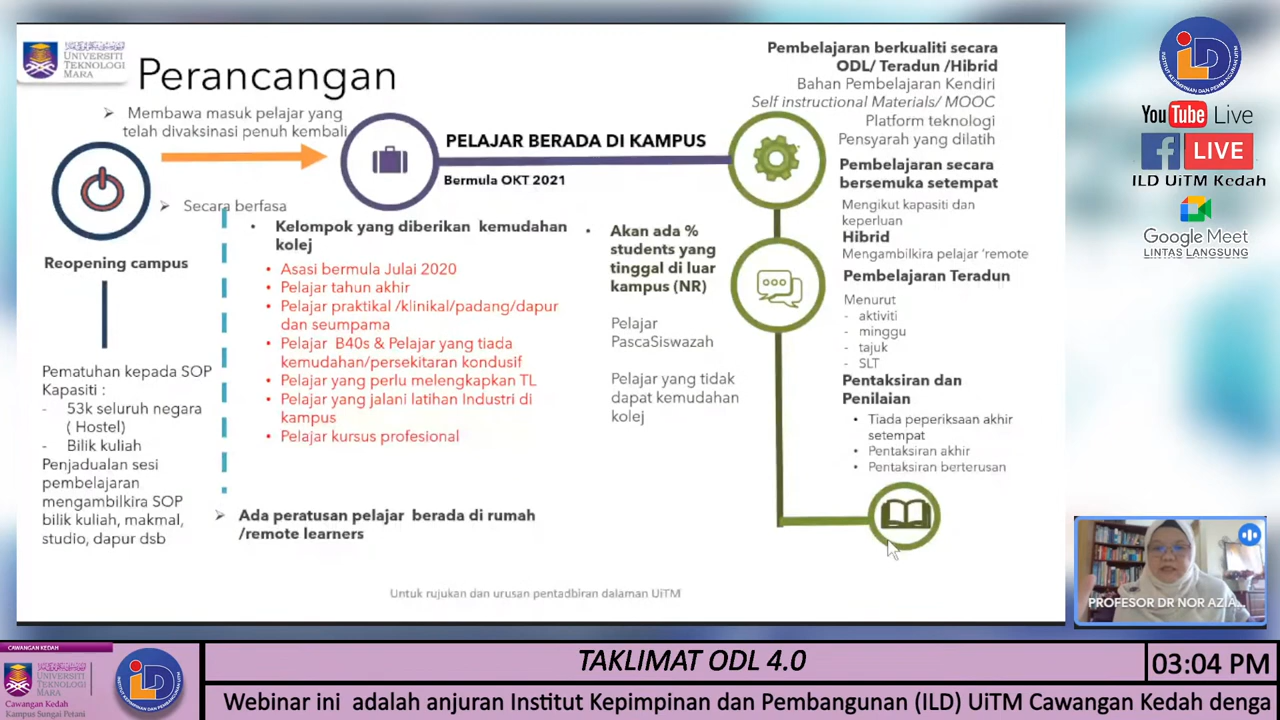 UNIVERSITI
TEKNOLOGI
MARA
Perancangan
Membawa masuk pelajar yang
telah divaksinasi penuh kembali
Secara berfasa
Reopening campus
Pematuhan kepada SOP
Kapasiti :
- 53k seluruh negara
( Hostel)
- Bilik kuliah
Penjadualan sesi
pembelajaran
mengambilkira SOP
bilik kuliah, makmal,
studio, dapur dsb
PELAJAR BERADA DI KAMPUS
Bermula OKT 2021
• Kelompok yang diberikan kemudahan
kolej
• Asasi bermula Julai 2020
• Pelajar tahun akhir
• Pelajar praktikal /klinikal/padang/dapur
dan seumpama
• Pelajar B40s & Pelajar yang tiada
kemudahan/persekitaran kondusif
• Pelajar yang perlu melengkapkan TL
• Pelajar yang jalani latihan Industri di
kampus
• Pelajar kursus profesional
Ada peratusan pelajar berada di rumah
/remote learners
• Akan ada %
students yang
tinggal di luar
kampus (NR)
Pelajar
PascaSiswazah
Pelajar yang tidak
dapat kemudahan
kolej
Pembelajaran berkualiti secara
ODL/ Teradun /Hibrid
Bahan Pembelajaran Kendiri
Self instructional Materials/ MOOC
Platform teknologi
Pensyarah yang dilatih
Pembelajaran secara
bersemuka setempat
Mengikut kapasiti dan
keperluan
Hibrid
Mengambilkira pelajar 'remote
Pembelajaran Teradun
Menurut
- aktiviti
- minggu
- tajuk
- SLT
Pentaksiran dan
Penilaian
• Tiada peperiksaan akhir
setempat
• Pentaksiran akhir
• Pentaksiran berterusan
Untuk rujukan dan urusan pentadbiran dalaman UiTM
YouTube Live
LIVE
ILD UiTM Kedah
Google Meet
LINTAS LANGSUNG
PROFESOR DR NOR AZIA...
CAWANGAN KEDAH
UNIVERSITI
TEKNOLOGI
MARA
Cawangan Kedah
Kampus Sungai Petani
TAKLIMAT ODL 4.0
03:04 PM
Webinar ini adalah anjuran Institut Kepimpinan dan Pembangunan (ILD) UiTM Cawangan Kedah denga